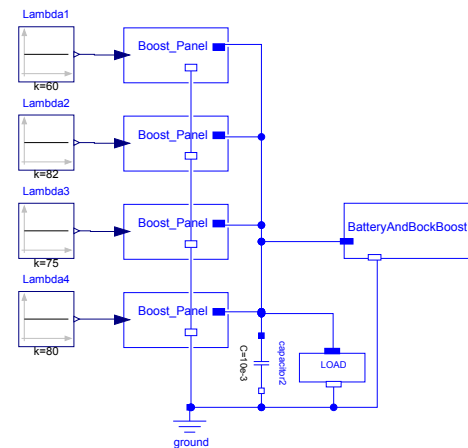 Lambda1
Boost_Panel
k=60
Lambda2
Boost_Panel
k=82
Lambda3
Boost_Panel
BatteryAndBockBoost
k=75
Lambda4
Boost_Panel
k=80
capacitor2
C=10e-3
LOAD
ground